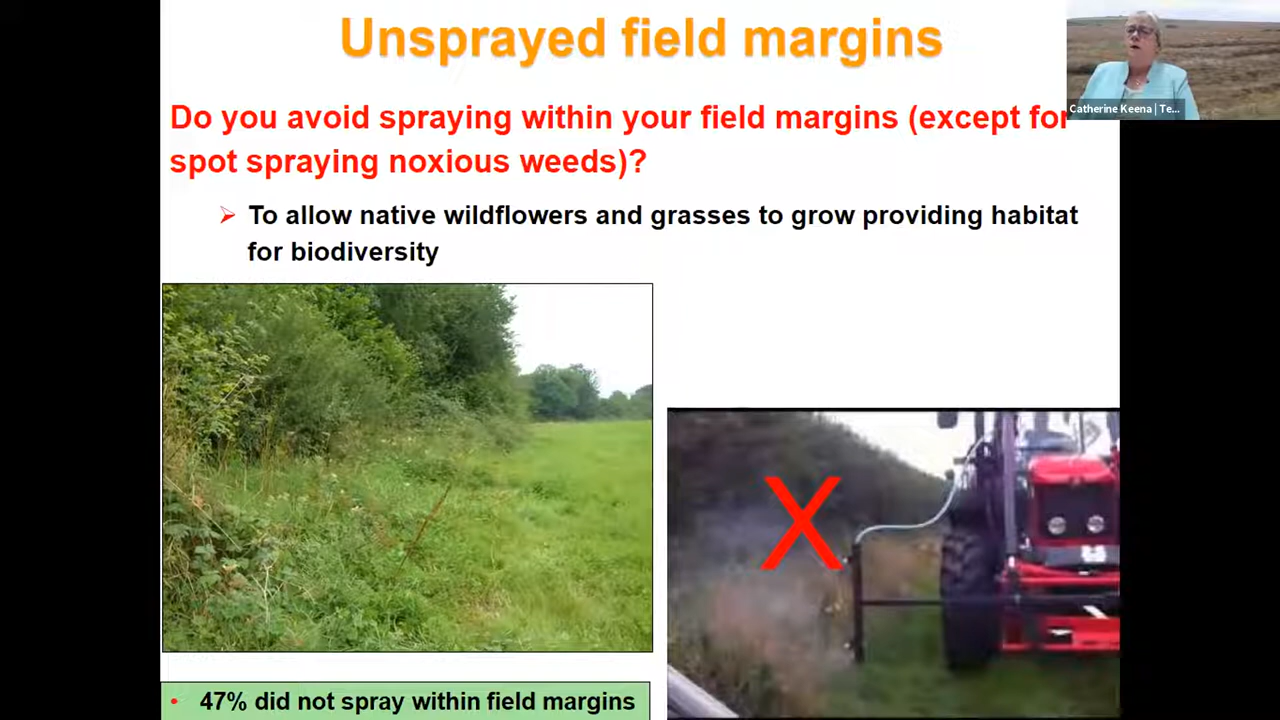 Unsprayed field margins
Catherine Keena | Te...
Do you avoid spraying within your field margins (except for
spot spraying noxious weeds)?
➢ To allow native wildflowers and grasses to grow providing habitat
for biodiversity
X
• 47% did not spray within field margins